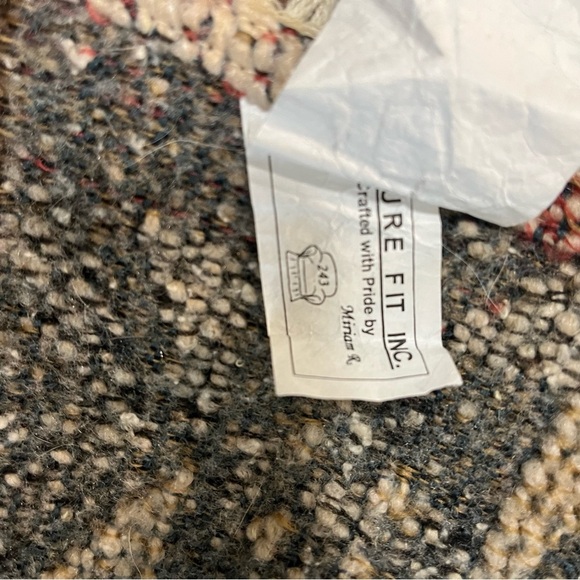 URE FIT INC.
Crafted with Pride by
243
Miriam R.